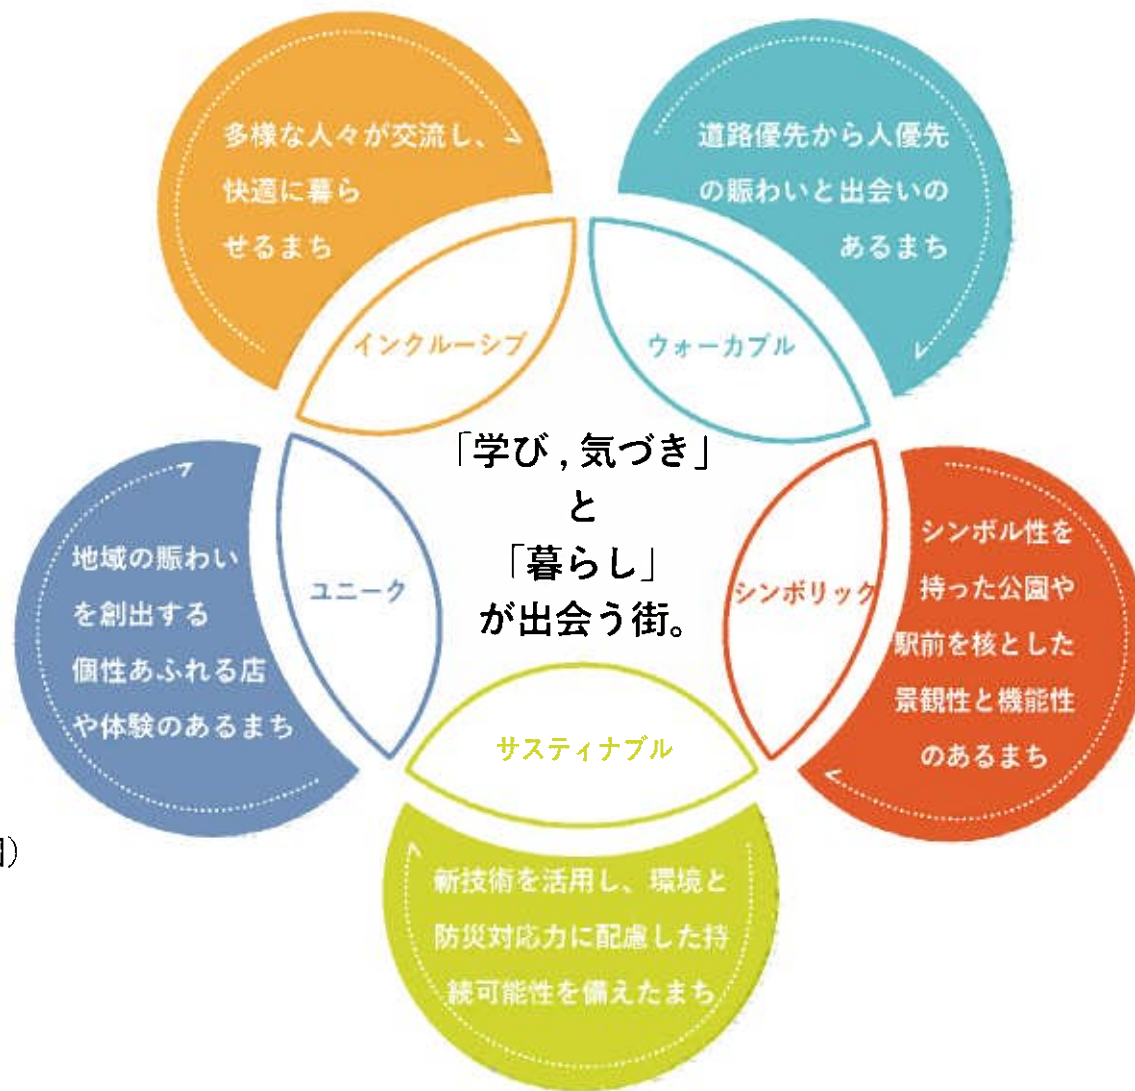 多様な人々が交流し、
快適に暮ら
せるまち
インクルーシブ
道路優先から人優先
の賑わいと出会いの
あるまち
ウォーカブル
「学び , 気づき」
と
「暮らし」
が出会う街。
地域の賑わい
を創出する
個性あふれる店
や体験のあるまち
ユニーク
シンボリック
シンボル性を
持った公園や
駅前を核とした
景観性と機能性
のあるまち
サスティナブル
新技術を活用し、環境と
防災対応力に配慮した持
続可能性を備えたまち